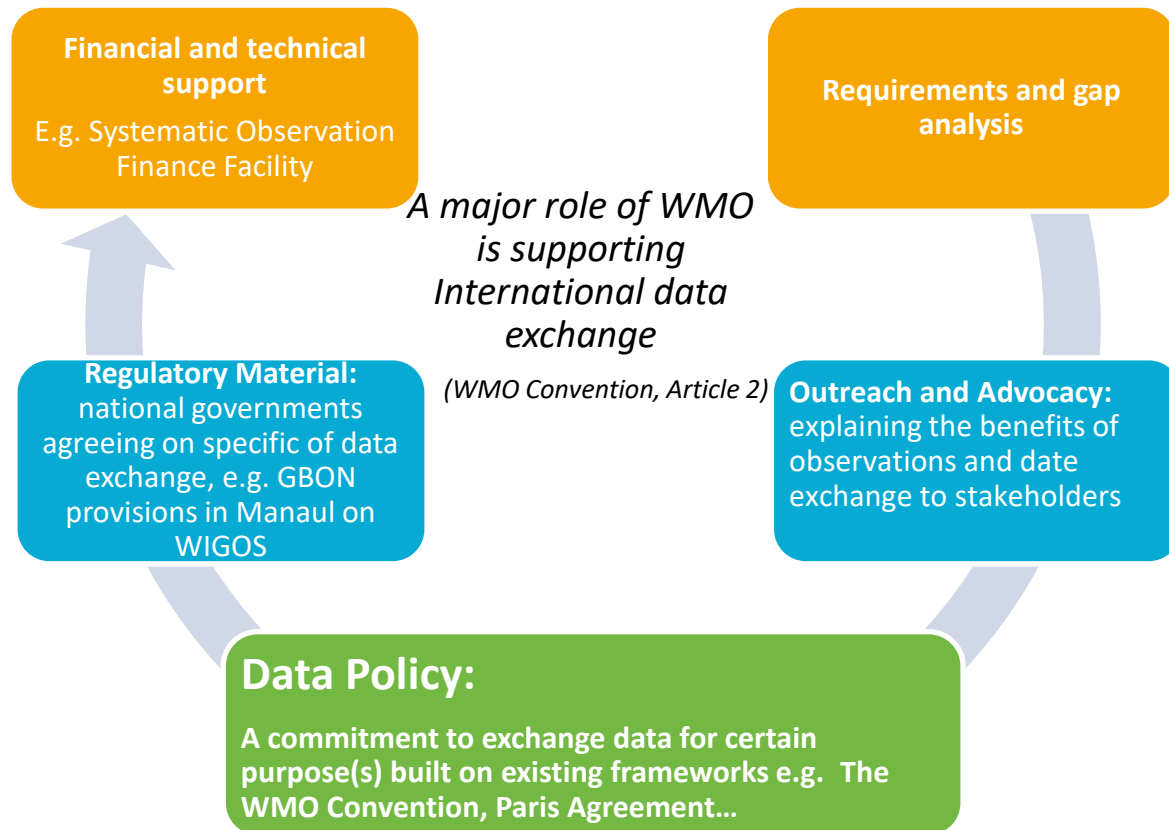 Financial and technical
support
E.g. Systematic Observation
Finance Facility
Requirements and gap
analysis
A major role of WMO
is supporting
International data
exchange
(WMO Convention, Article 2)
Regulatory Material:
national governments
agreeing on specific of data
exchange, e.g. GBON
provisions in Manaul on
WIGOS
Outreach and Advocacy:
explaining the benefits of
observations and date
exchange to stakeholders
Data Policy:
A commitment to exchange data for certain
purpose(s) built on existing frameworks e.g. The
WMO Convention, Paris Agreement…